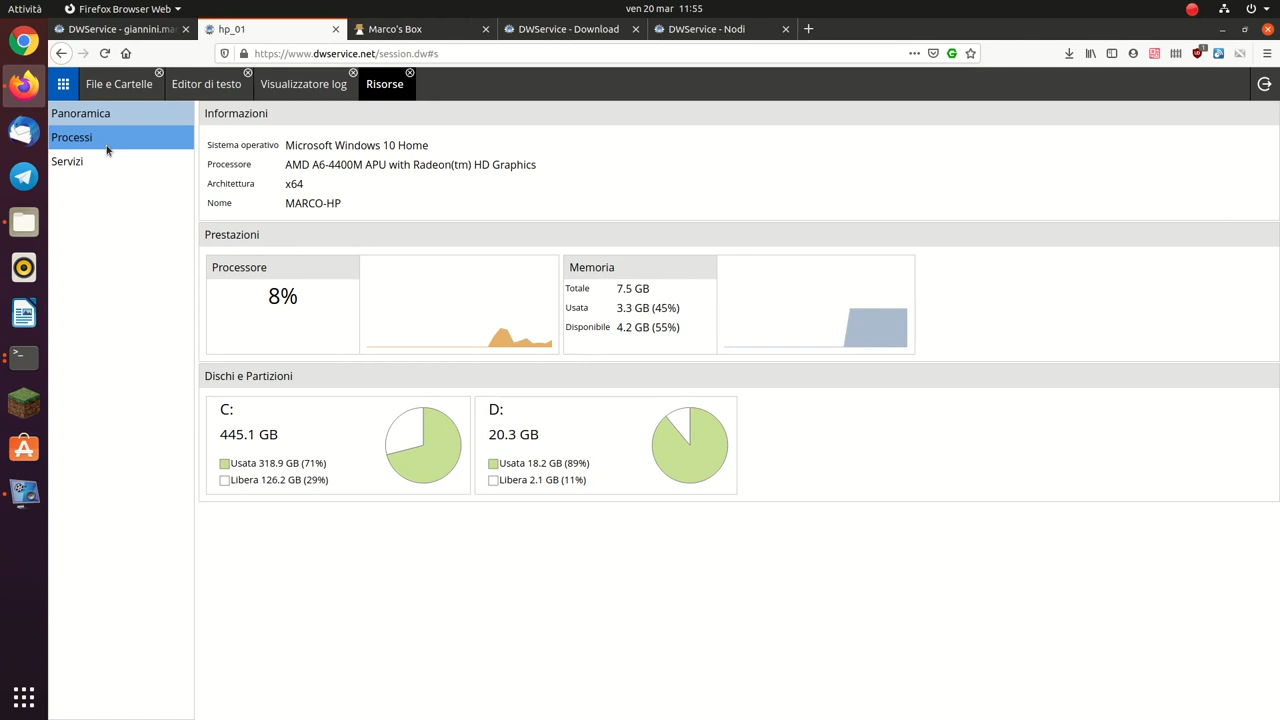 Attività Firefox Browser Web ven 20 mar 11:55
DWService - giannini.ma hp_01 Marco's Box DWService - Download DWService - Nodi
https://www.dwservice.net/session.dw#s
File e Cartelle Editor di testo Visualizzatore log Risorse
Panoramica
Processi
Servizi
Informazioni
Sistema operativo Microsoft Windows 10 Home
Processore AMD A6-4400M APU with Radeon(tm) HD Graphics
Architettura x64
Nome MARCO-HP
Prestazioni
Processore
8%
Memoria
Totale 7.5 GB
Usata 3.3 GB (45%)
Disponibile 4.2 GB (55%)
Dischi e Partizioni
C:
445.1 GB
Usata 318.9 GB (71%)
Libera 126.2 GB (29%)
D:
20.3 GB
Usata 18.2 GB (89%)
Libera 2.1 GB (11%)